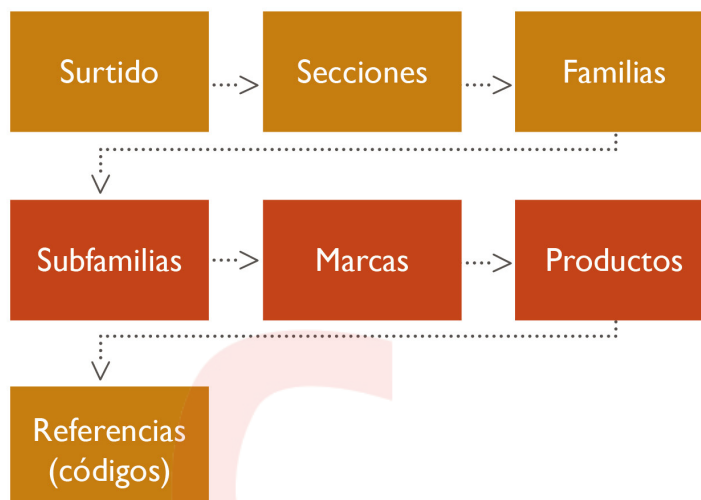 Surtido
Secciones
Familias
Subfamilias
Marcas
Productos
Referencias
(códigos)